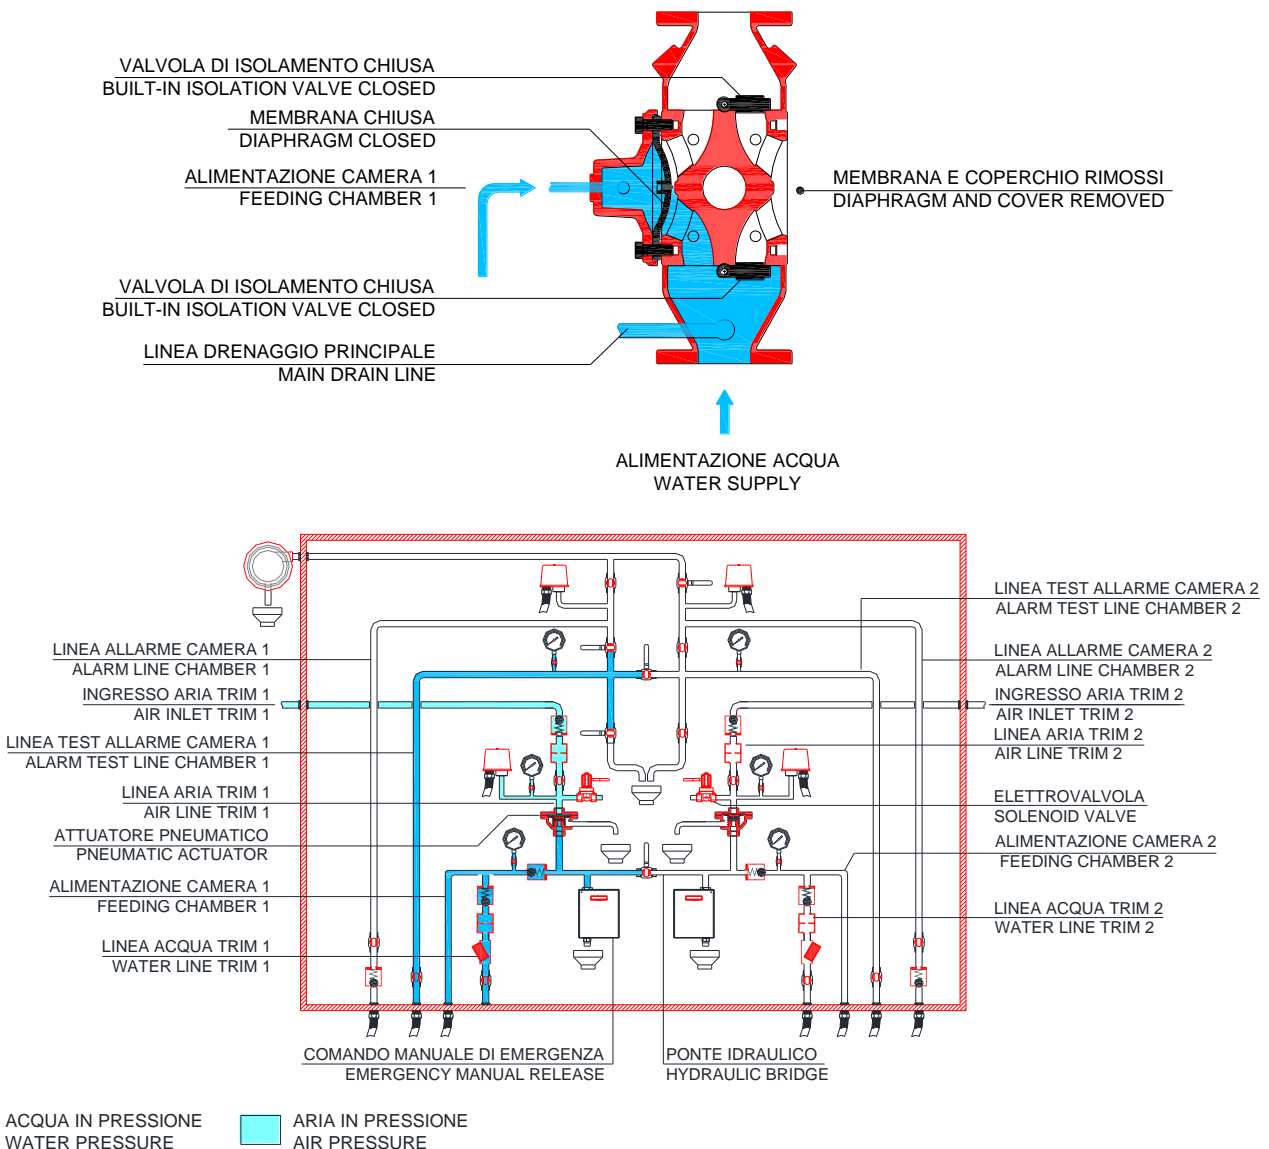 VALVOLA DI ISOLAMENTO CHIUSA
BUILT-IN ISOLATION VALVE CLOSED
MEMBRANA CHIUSA
DIAPHRAGM CLOSED
ALIMENTAZIONE CAMERA 1
FEEDING CHAMBER 1
MEMBRANA E COPERCHIO RIMOSSI
DIAPHRAGM AND COVER REMOVED
VALVOLA DI ISOLAMENTO CHIUSA
BUILT-IN ISOLATION VALVE CLOSED
LINEA DRENAGGIO PRINCIPALE
MAIN DRAIN LINE
ALIMENTAZIONE ACQUA
WATER SUPPLY
LINEA ALLARME CAMERA 1
ALARM LINE CHAMBER 1
INGRESSO ARIA TRIM 1
AIR INLET TRIM 1
LINEA TEST ALLARME CAMERA 1
ALARM TEST LINE CHAMBER 1
LINEA ARIA TRIM 1
AIR LINE TRIM 1
ATTUATORE PNEUMATICO
PNEUMATIC ACTUATOR
ALIMENTAZIONE CAMERA 1
FEEDING CHAMBER 1
LINEA ACQUA TRIM 1
WATER LINE TRIM 1
LINEA TEST ALLARME CAMERA 2
ALARM TEST LINE CHAMBER 2
LINEA ALLARME CAMERA 2
ALARM LINE CHAMBER 2
INGRESSO ARIA TRIM 2
AIR INLET TRIM 2
LINEA ARIA TRIM 2
AIR LINE TRIM 2
ELETTROVALVOLA
SOLENOID VALVE
ALIMENTAZIONE CAMERA 2
FEEDING CHAMBER 2
LINEA ACQUA TRIM 2
WATER LINE TRIM 2
COMANDO MANUALE DI EMERGENZA
EMERGENCY MANUAL RELEASE
PONTE IDRAULICO
HYDRAULIC BRIDGE
ACQUA IN PRESSIONE
WATER PRESSURE
ARIA IN PRESSIONE
AIR PRESSURE